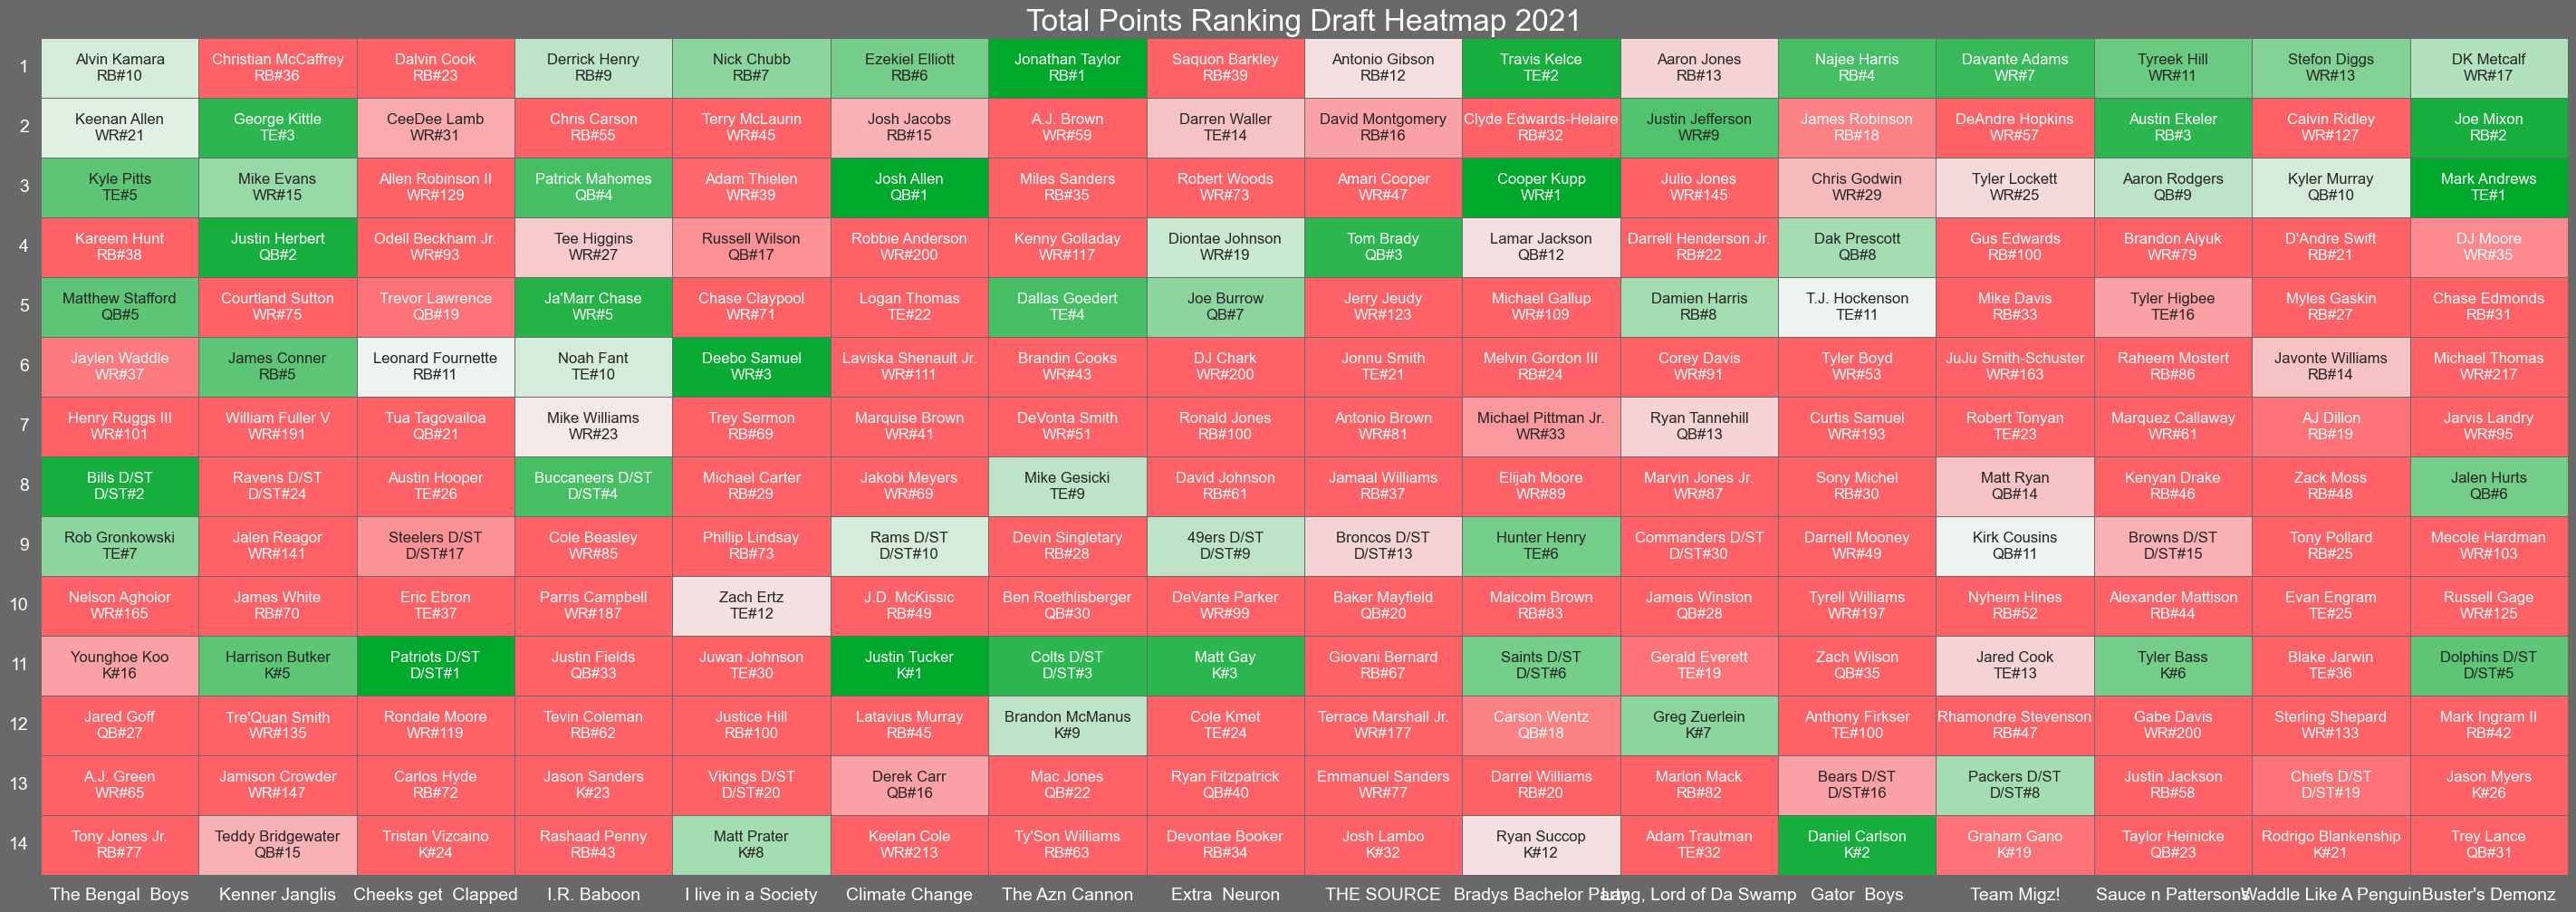 Total Points Ranking Draft Heatmap 2021
1
Alvin Kamara
RB#10
Christian McCaffrey
RB#36
Dalvin Cook
RB#23
Derrick Henry
RB#9
Nick Chubb
RB#7
Ezekiel Elliott
RB#6
Jonathan Taylor
RB#1
Saquon Barkley
RB#39
Antonio Gibson
RB#12
Travis Kelce
TE#2
Aaron Jones
RB#13
Najee Harris
RB#4
Davante Adams
WR#7
Tyreek Hill
WR#11
Stefon Diggs
WR#13
DK Metcalf
WR#17
2
Keenan Allen
WR#21
George Kittle
TE#3
CeeDee Lamb
WR#31
Chris Carson
RB#55
Terry McLaurin
WR#45
Josh Jacobs
RB#15
A.J. Brown
WR#59
Darren Waller
TE#14
David Montgomery
RB#16
Clyde Edwards-Helaire
RB#32
Justin Jefferson
WR#9
James Robinson
RB#18
DeAndre Hopkins
WR#57
Austin Ekeler
RB#3
Calvin Ridley
WR#127
Joe Mixon
RB#2
3
Kyle Pitts
TE#5
Mike Evans
WR#15
Allen Robinson II
WR#129
Patrick Mahomes
QB#4
Adam Thielen
WR#39
Josh Allen
QB#1
Miles Sanders
RB#35
Robert Woods
WR#73
Amari Cooper
WR#47
Cooper Kupp
WR#1
Julio Jones
WR#145
Chris Godwin
WR#29
Tyler Lockett
WR#25
Aaron Rodgers
QB#9
Kyler Murray
QB#10
Mark Andrews
TE#1
4
Kareem Hunt
RB#38
Justin Herbert
QB#2
Odell Beckham Jr.
WR#93
Tee Higgins
WR#27
Russell Wilson
QB#17
Robbie Anderson
WR#200
Kenny Golladay
WR#117
Diontae Johnson
WR#19
Tom Brady
QB#3
Lamar Jackson
QB#12
Darrell Henderson Jr.
RB#22
Dak Prescott
QB#8
Gus Edwards
RB#100
Brandon Aiyuk
WR#79
D'Andre Swift
RB#21
DJ Moore
WR#35
5
Matthew Stafford
QB#5
Courtland Sutton
WR#75
Trevor Lawrence
QB#19
Ja'Marr Chase
WR#5
Chase Claypool
WR#71
Logan Thomas
TE#22
Dallas Goedert
TE#4
Joe Burrow
QB#7
Jerry Jeudy
WR#123
Michael Gallup
WR#109
Damien Harris
RB#8
T.J. Hockenson
TE#11
Mike Davis
RB#33
Tyler Higbee
TE#16
Myles Gaskin
RB#27
Chase Edmonds
RB#31
6
Jaylen Waddle
WR#37
James Conner
RB#5
Leonard Fournette
RB#11
Noah Fant
TE#10
Deebo Samuel
WR#3
Laviska Shenault Jr.
WR#111
Brandin Cooks
WR#43
DJ Chark
WR#200
Jonnu Smith
TE#21
Melvin Gordon III
RB#24
Corey Davis
WR#91
Tyler Boyd
WR#53
JuJu Smith-Schuster
WR#163
Raheem Mostert
RB#86
Javonte Williams
RB#14
Michael Thomas
WR#217
7
Henry Ruggs III
WR#101
William Fuller V
WR#191
Tua Tagovailoa
QB#21
Mike Williams
WR#23
Trey Sermon
RB#69
Marquise Brown
WR#41
DeVonta Smith
WR#51
Ronald Jones
RB#100
Antonio Brown
WR#81
Michael Pittman Jr.
WR#33
Ryan Tannehill
QB#13
Curtis Samuel
WR#193
Robert Tonyan
TE#23
Marquez Callaway
WR#61
AJ Dillon
RB#19
Jarvis Landry
WR#95
8
Bills D/ST
D/ST#2
Ravens D/ST
D/ST#24
Austin Hooper
TE#26
Buccaneers D/ST
D/ST#4
Michael Carter
RB#29
Jakobi Meyers
WR#69
Mike Gesicki
TE#9
David Johnson
RB#61
Jamaal Williams
RB#37
Elijah Moore
WR#89
Marvin Jones Jr.
WR#87
Sony Michel
RB#30
Matt Ryan
QB#14
Kenyan Drake
RB#46
Zack Moss
RB#48
Jalen Hurts
QB#6
9
Rob Gronkowski
TE#7
Jalen Reagor
WR#141
Steelers D/ST
D/ST#17
Cole Beasley
WR#85
Phillip Lindsay
RB#73
Rams D/ST
D/ST#10
Devin Singletary
RB#28
49ers D/ST
D/ST#9
Broncos D/ST
D/ST#13
Hunter Henry
TE#6
Commanders D/ST
D/ST#30
Darnell Mooney
WR#49
Kirk Cousins
QB#11
Browns D/ST
D/ST#15
Tony Pollard
RB#25
Mecole Hardman
WR#103
10
Nelson Agholor
WR#165
James White
RB#70
Eric Ebron
TE#37
Parris Campbell
WR#187
Zach Ertz
TE#12
J.D. McKissic
RB#49
Ben Roethlisberger
QB#30
DeVante Parker
WR#99
Baker Mayfield
QB#20
Malcolm Brown
RB#83
Jameis Winston
QB#28
Tyrell Williams
WR#197
Nyheim Hines
RB#52
Alexander Mattison
RB#44
Evan Engram
TE#25
Russell Gage
WR#125
11
Younghoe Koo
K#16
Harrison Butker
K#5
Patriots D/ST
D/ST#1
Justin Fields
QB#33
Juwan Johnson
TE#30
Justin Tucker
K#1
Colts D/ST
D/ST#3
Matt Gay
K#3
Giovani Bernard
RB#67
Saints D/ST
D/ST#6
Gerald Everett
TE#19
Zach Wilson
QB#35
Jared Cook
TE#13
Tyler Bass
K#6
Blake Jarwin
TE#36
Dolphins D/ST
D/ST#5
12
Jared Goff
QB#27
Tre'Quan Smith
WR#135
Rondale Moore
WR#119
Tevin Coleman
RB#62
Justice Hill
RB#100
Latavius Murray
RB#45
Brandon McManus
K#9
Cole Kmet
TE#24
Terrace Marshall Jr.
WR#177
Carson Wentz
QB#18
Greg Zuerlein
K#7
Anthony Firkser
TE#100
Rhamondre Stevenson
RB#47
Gabe Davis
WR#200
Sterling Shepard
WR#133
Mark Ingram II
RB#42
13
A.J. Green
WR#65
Jamison Crowder
WR#147
Carlos Hyde
RB#72
Jason Sanders
K#23
Vikings D/ST
D/ST#20
Derek Carr
QB#16
Mac Jones
QB#22
Ryan Fitzpatrick
QB#40
Emmanuel Sanders
WR#77
Darrel Williams
RB#20
Marlon Mack
RB#82
Bears D/ST
D/ST#16
Packers D/ST
D/ST#8
Justin Jackson
RB#58
Chiefs D/ST
D/ST#19
Jason Myers
K#26
14
Tony Jones Jr.
RB#77
Teddy Bridgewater
QB#15
Tristan Vizcaino
K#24
Rashaad Penny
RB#43
Matt Prater
K#8
Keelan Cole
WR#213
Ty'Son Williams
RB#63
Devontae Booker
RB#34
Josh Lambo
K#32
Ryan Succop
K#12
Adam Trautman
TE#32
Daniel Carlson
K#2
Graham Gano
K#19
Taylor Heinicke
QB#23
Rodrigo Blankenship
K#21
Trey Lance
QB#31
The Bengal Boys
Kenner Janglis
Cheeks get Clapped
I.R. Baboon
I live in a Society
Climate Change
The Azn Cannon
Extra Neuron
THE SOURCE
Bradys Bachelor Party
Lord of Da Swamp
Gator Boys
Team Migz!
Sauce n Pattersons
Waddle Like A Penguin
Buster's Demonz